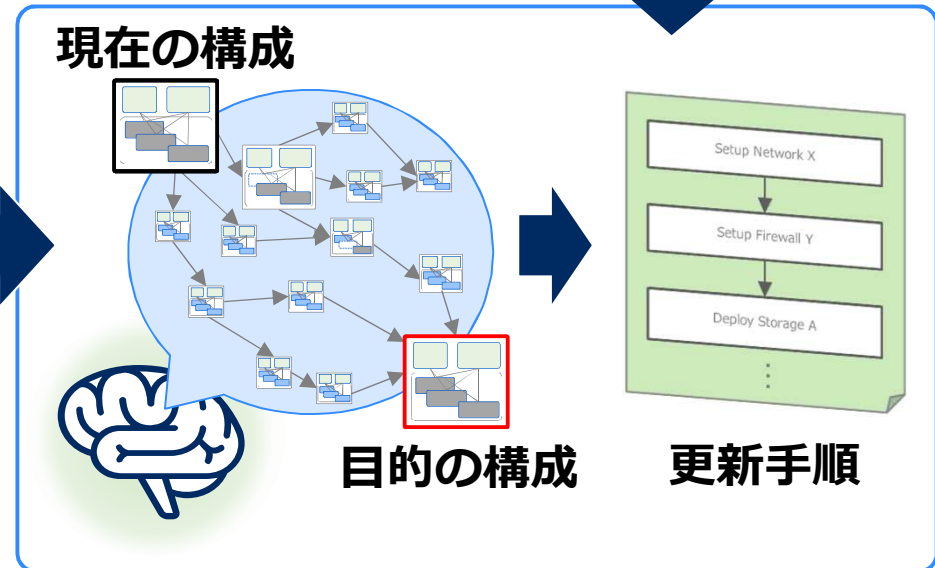 現在の構成
Setup Network X
Setup Firewall Y
Deploy Storage A
目的の構成
更新手順